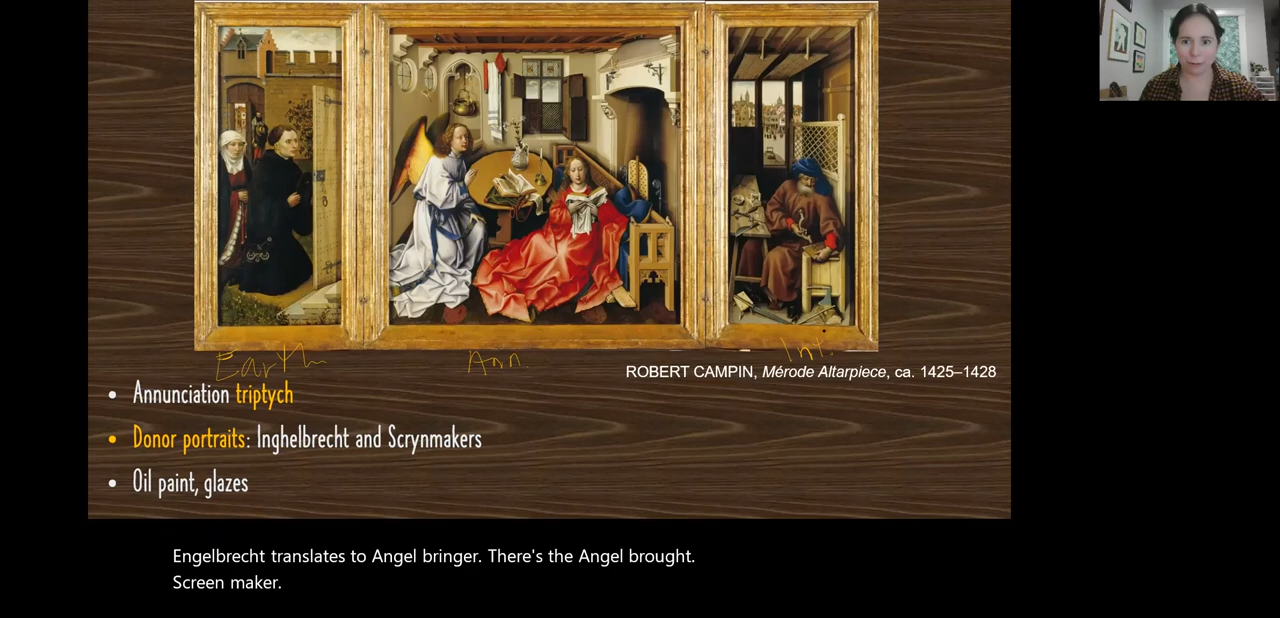 Earth
Ann.
Int.
ROBERT CAMPIN, Mérode Altarpiece, ca. 1425–1428
• Annunciation triptych
• Donor portraits: Inghelbrecht and Scrynmakers
• Oil paint, glazes
Engelbrecht translates to Angel bringer. There's the Angel brought.
Screen maker.